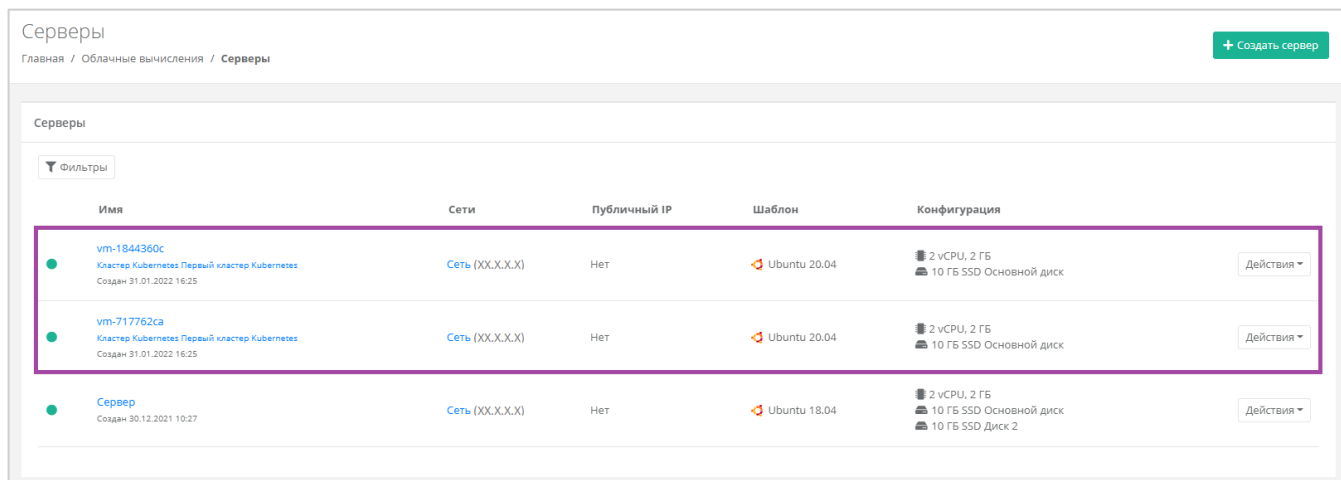 Серверы
Главная / Облачные вычисления / Серверы
+ Создать сервер
Серверы
Фильтры
Имя Сети Публичный IP Шаблон Конфигурация
vm-1844360c
Кластер Kubernetes Первый кластер Kubernetes
Создан 31.01.2022 16:25
Сеть (XX.X.X.X)
Нет
Ubuntu 20.04
2 vCPU, 2 ГБ
10 ГБ SSD Основной диск
Действия
vm-717762ca
Кластер Kubernetes Первый кластер Kubernetes
Создан 31.01.2022 16:25
Сеть (XX.X.X.X)
Нет
Ubuntu 20.04
2 vCPU, 2 ГБ
10 ГБ SSD Основной диск
Действия
Сервер
Создан 30.12.2021 10:27
Сеть (XX.X.X.X)
Нет
Ubuntu 18.04
2 vCPU, 2 ГБ
10 ГБ SSD Основной диск
10 ГБ SSD Диск 2
Действия